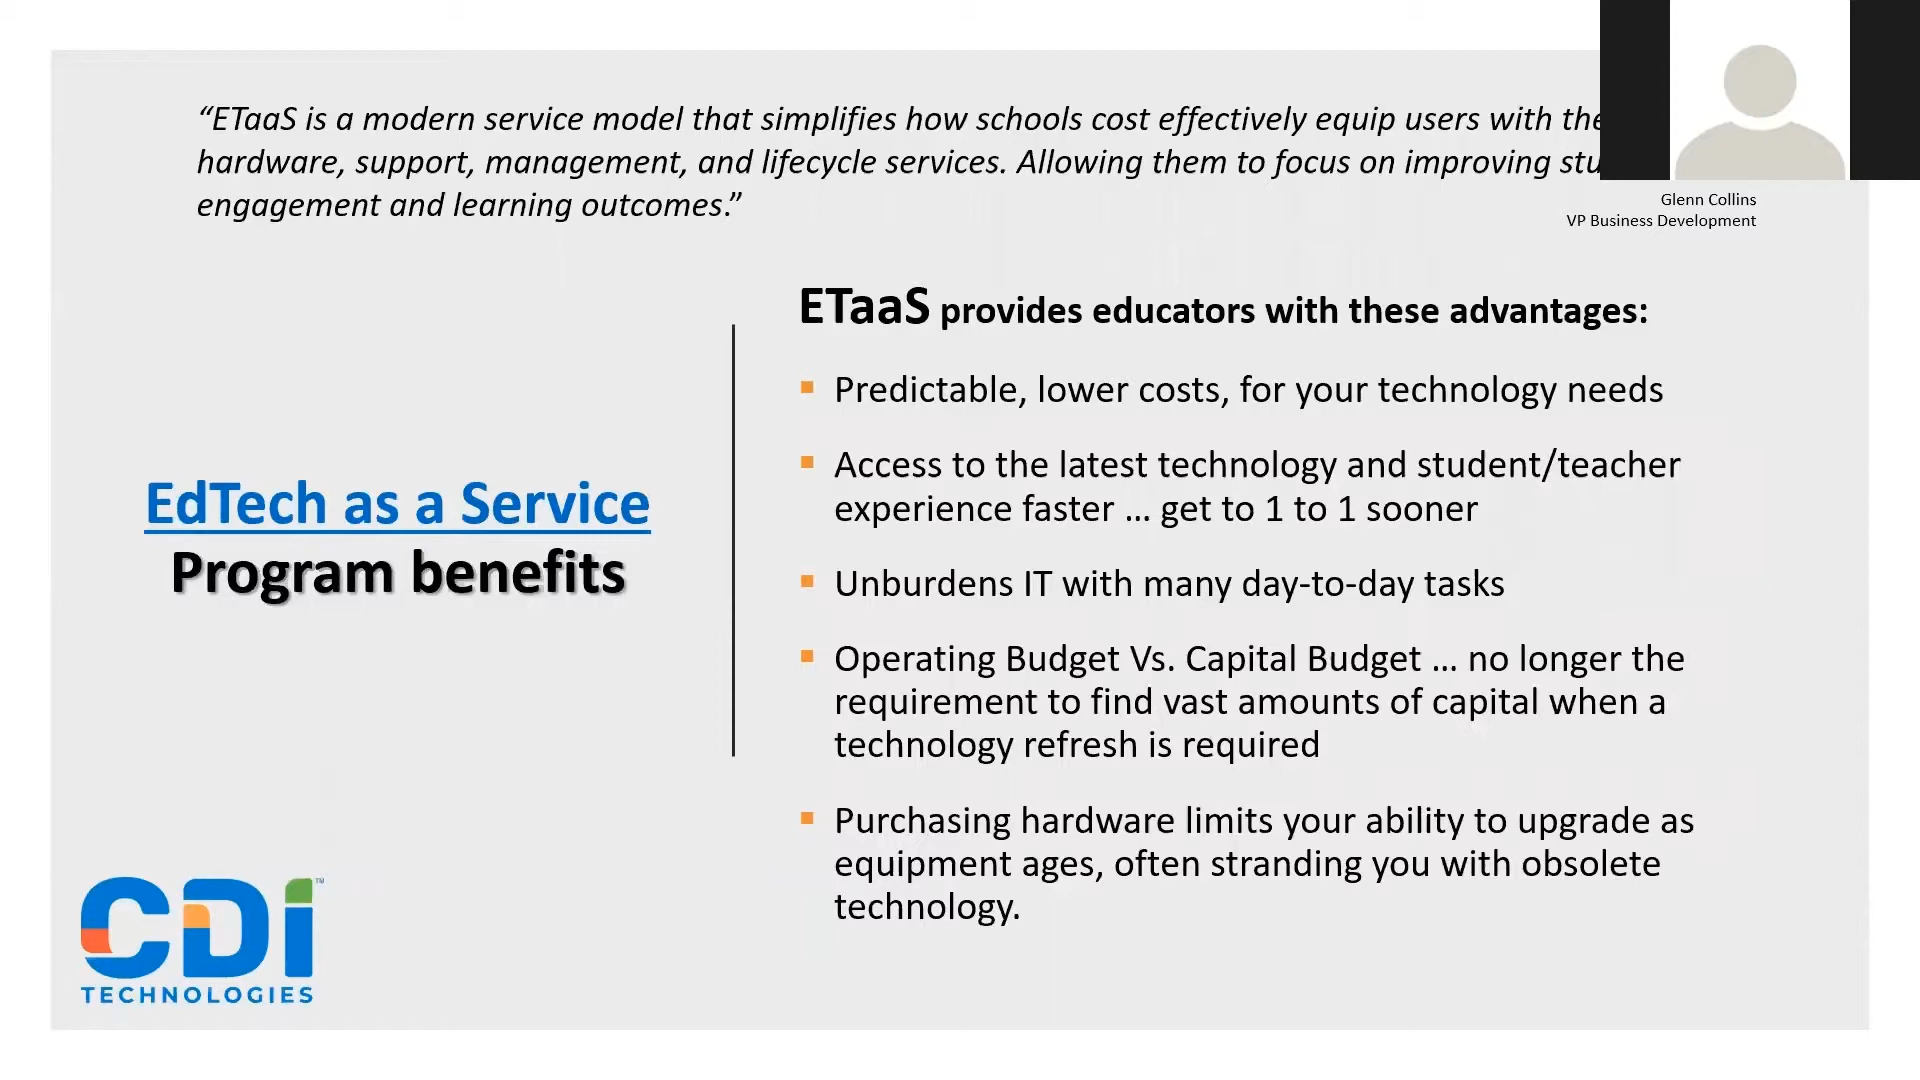 “ETaaS is a modern service model that simplifies how schools cost effectively equip users with the
hardware, support, management, and lifecycle services. Allowing them to focus on improving
engagement and learning outcomes.”
Glenn Collins
VP Business Development
ETaaS provides educators with these advantages:
▪ Predictable, lower costs, for your technology needs
▪ Access to the latest technology and student/teacher
experience faster … get to 1 to 1 sooner
▪ Unburdens IT with many day-to-day tasks
▪ Operating Budget Vs. Capital Budget … no longer the
requirement to find vast amounts of capital when a
technology refresh is required
▪ Purchasing hardware limits your ability to upgrade as
equipment ages, often stranding you with obsolete
technology.
EdTech as a Service
Program benefits
CDI™
TECHNOLOGIES